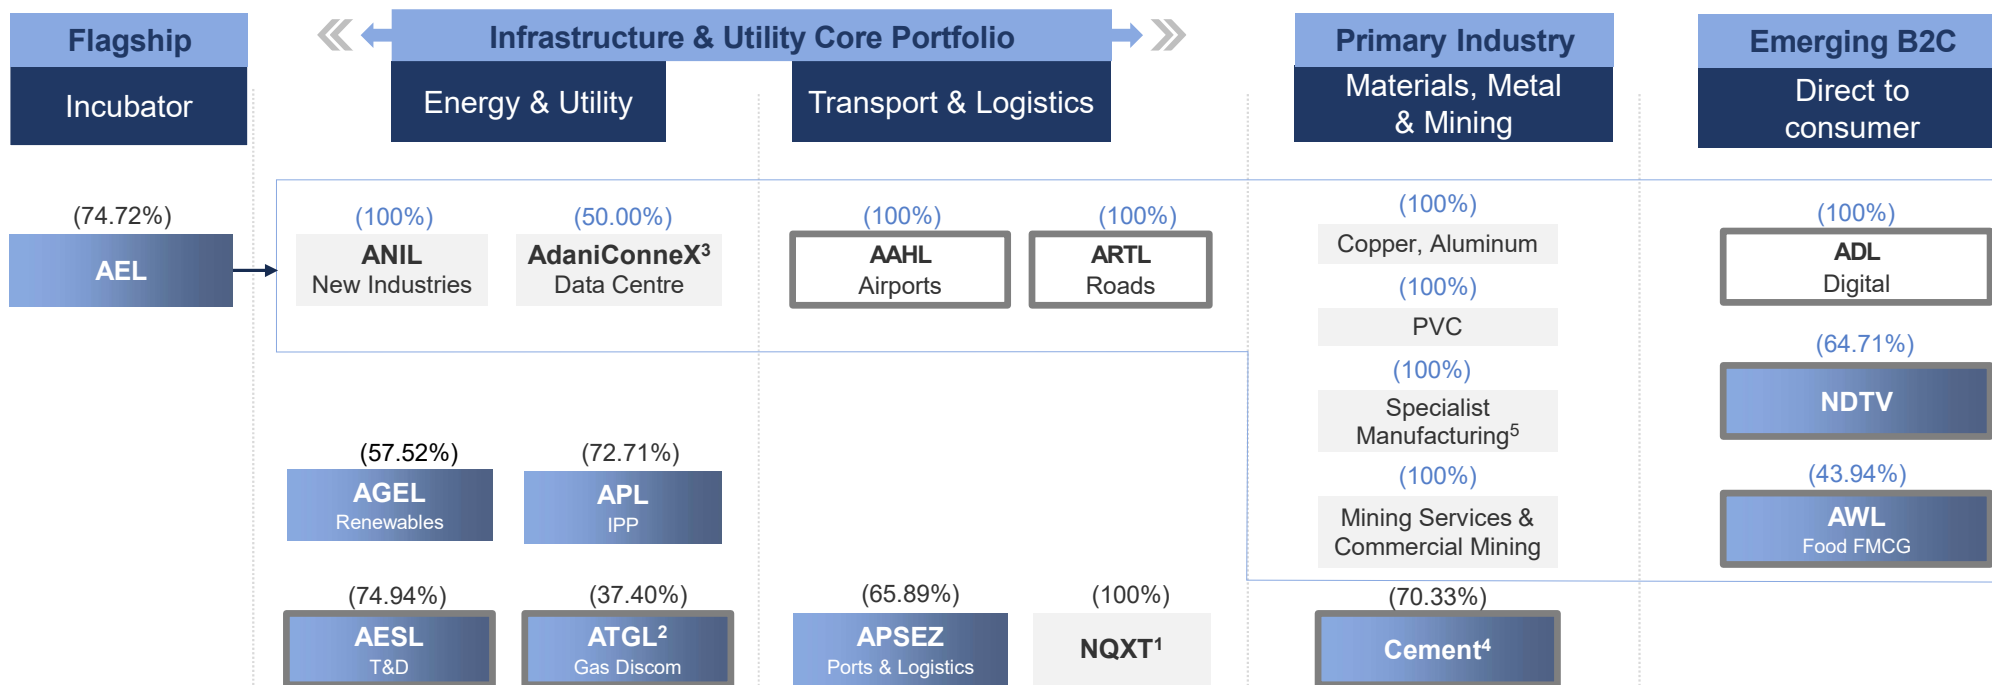 Flagship
Incubator
Infrastructure & Utility Core Portfolio
Energy & Utility
Transport & Logistics
Primary Industry
Materials, Metal
& Mining
Emerging B2C
Direct to
consumer
(74.72%)
AEL
(100%)
ANIL
New Industries
(50.00%)
AdaniConneX³
Data Centre
(100%)
AAHL
Airports
(100%)
ARTL
Roads
(100%)
Copper, Aluminum
(100%)
PVC
(100%)
Specialist
Manufacturing⁵
(100%)
Mining Services &
Commercial Mining
(100%)
ADL
Digital
(64.71%)
NDTV
(43.94%)
AWL
Food FMCG
(57.52%)
AGEL
Renewables
(72.71%)
APL
IPP
(74.94%)
AESL
T&D
(37.40%)
ATGL²
Gas Discom
(65.89%)
APSEZ
Ports & Logistics
(100%)
NQXT¹
(70.33%)
Cement⁴